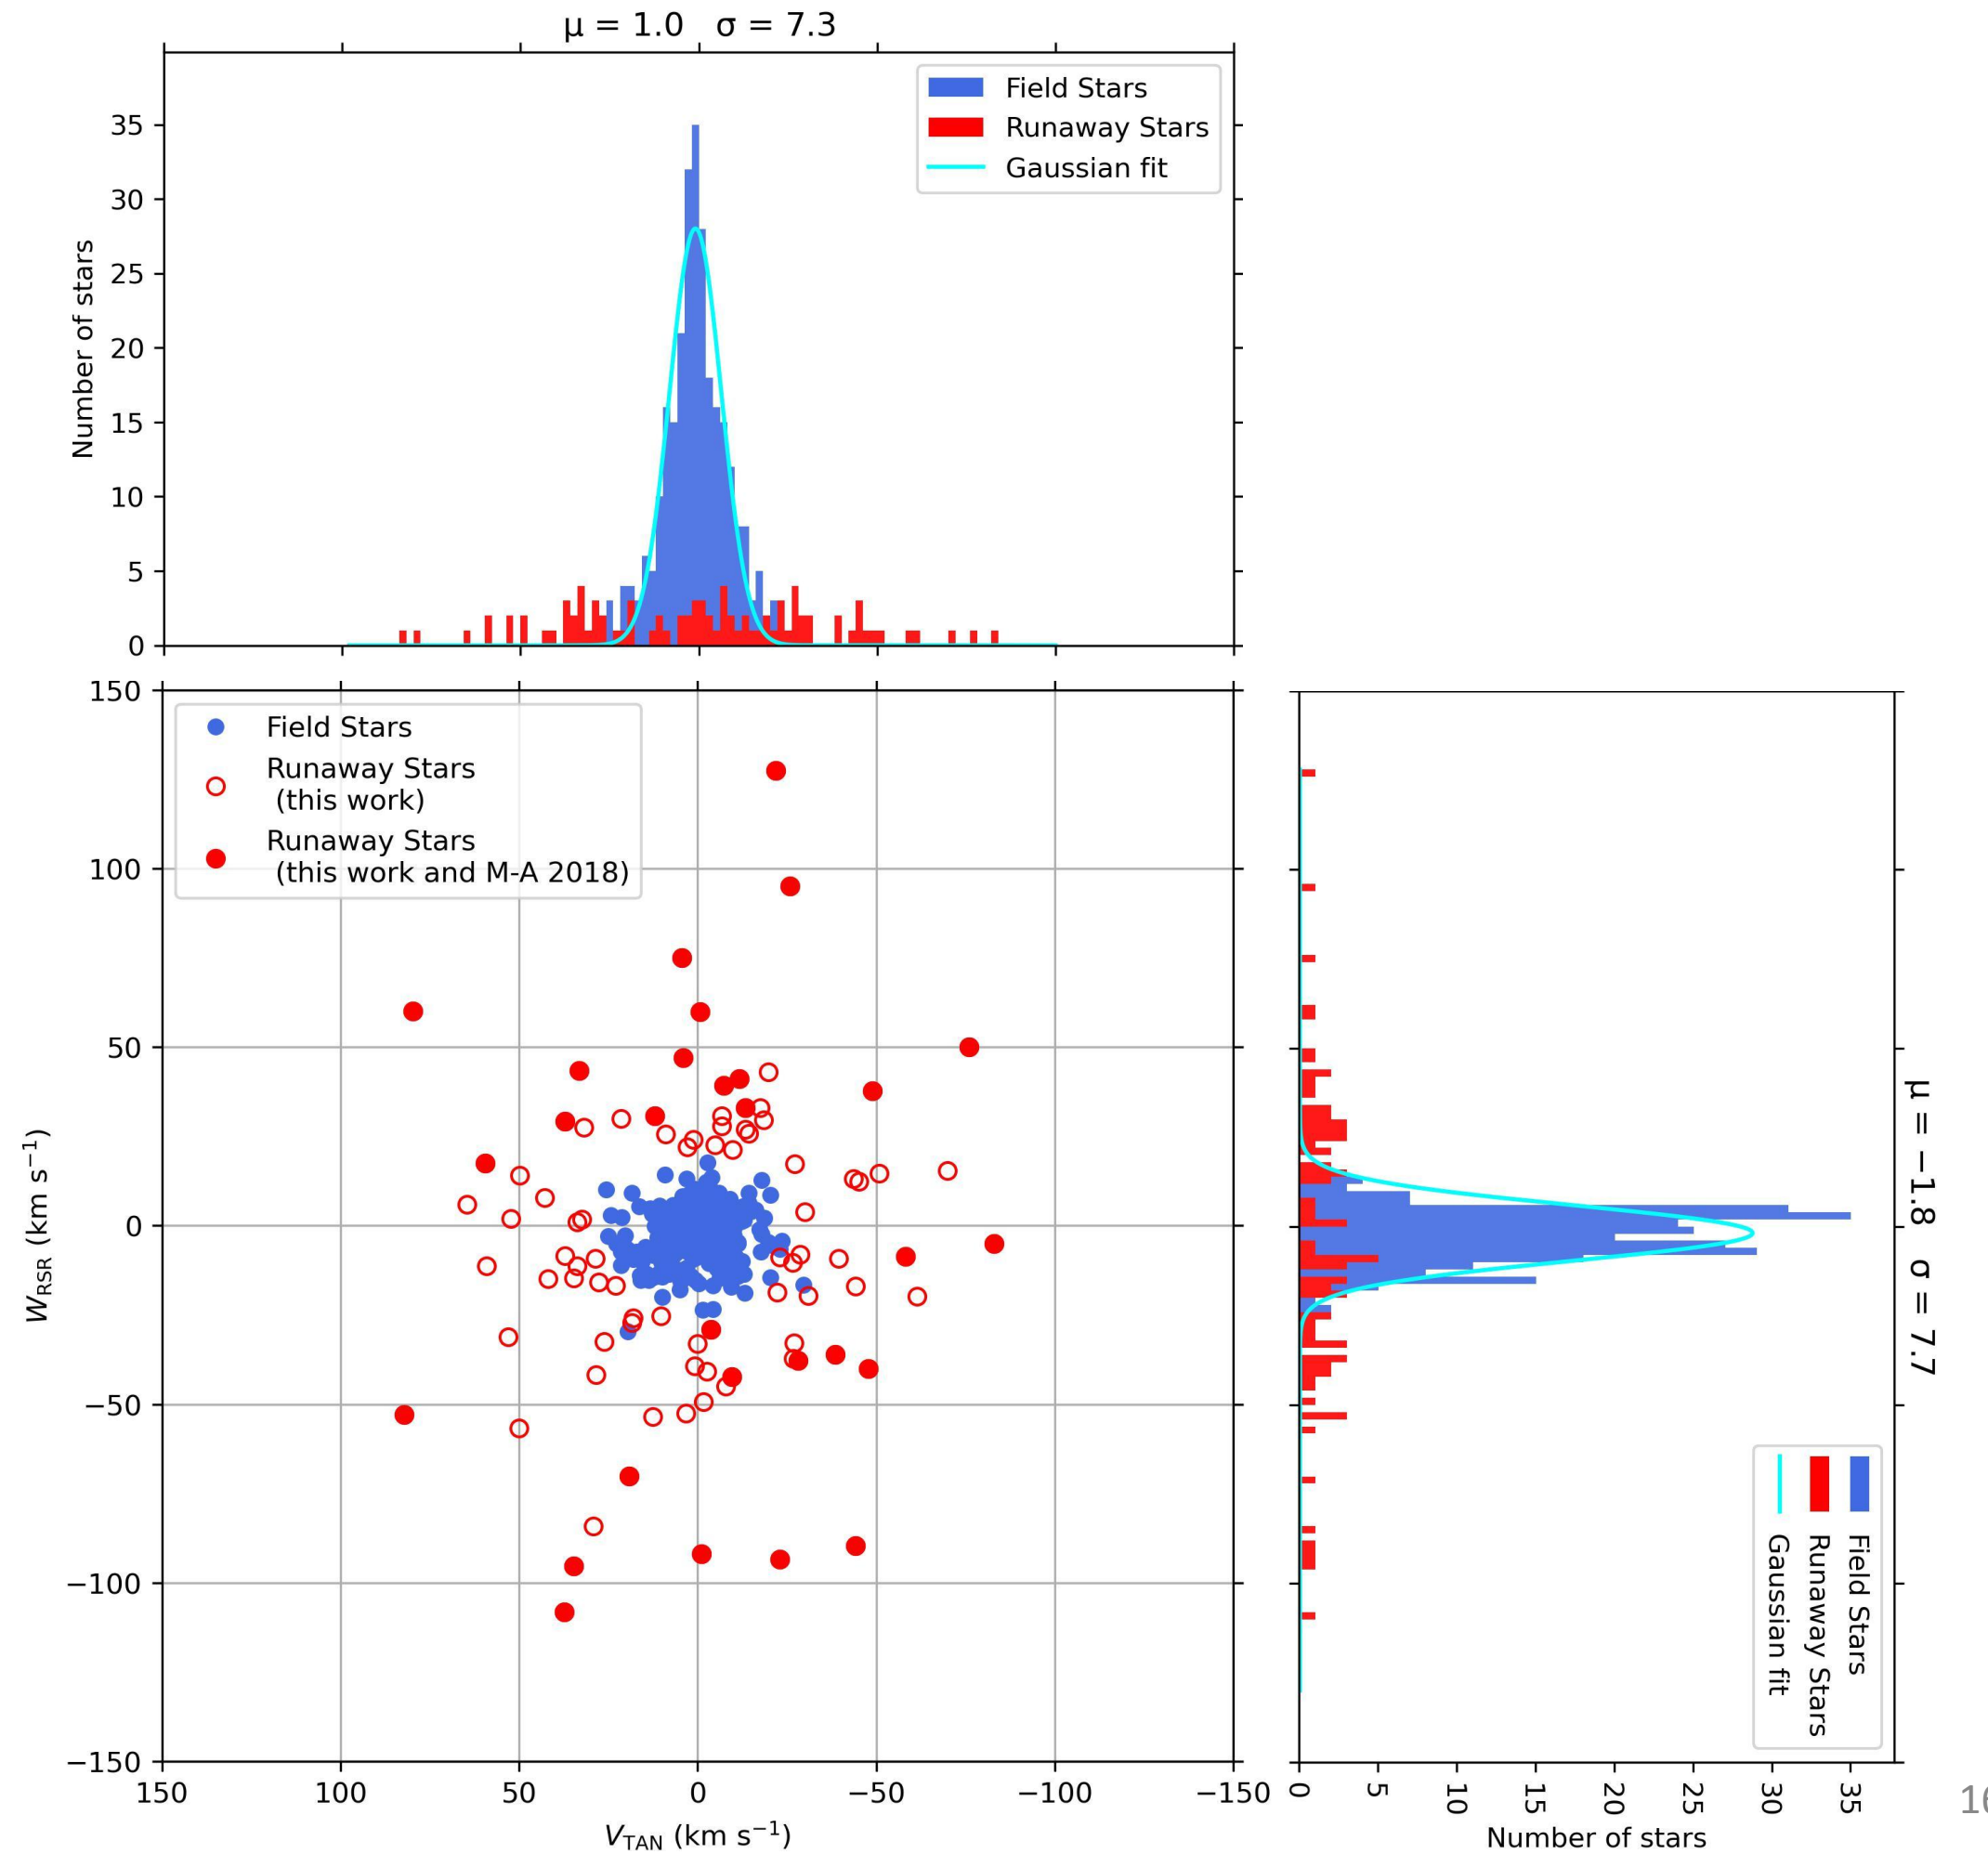 μ = 1.0 σ = 7.3
Field Stars
Runaway Stars
Gaussian fit
Number of stars
35
30
25
20
15
10
5
0
Field Stars
Runaway Stars
(this work)
Runaway Stars
(this work and M-A 2018)
W_RSR (km s⁻¹)
150
100
50
0
−50
−100
−150
150
100
50
0
−50
−100
−150
V_TAN (km s⁻¹)
μ = −1.8 σ = 7.7
Field Stars
Runaway Stars
Gaussian fit
0
5
10
15
20
25
30
35
Number of stars